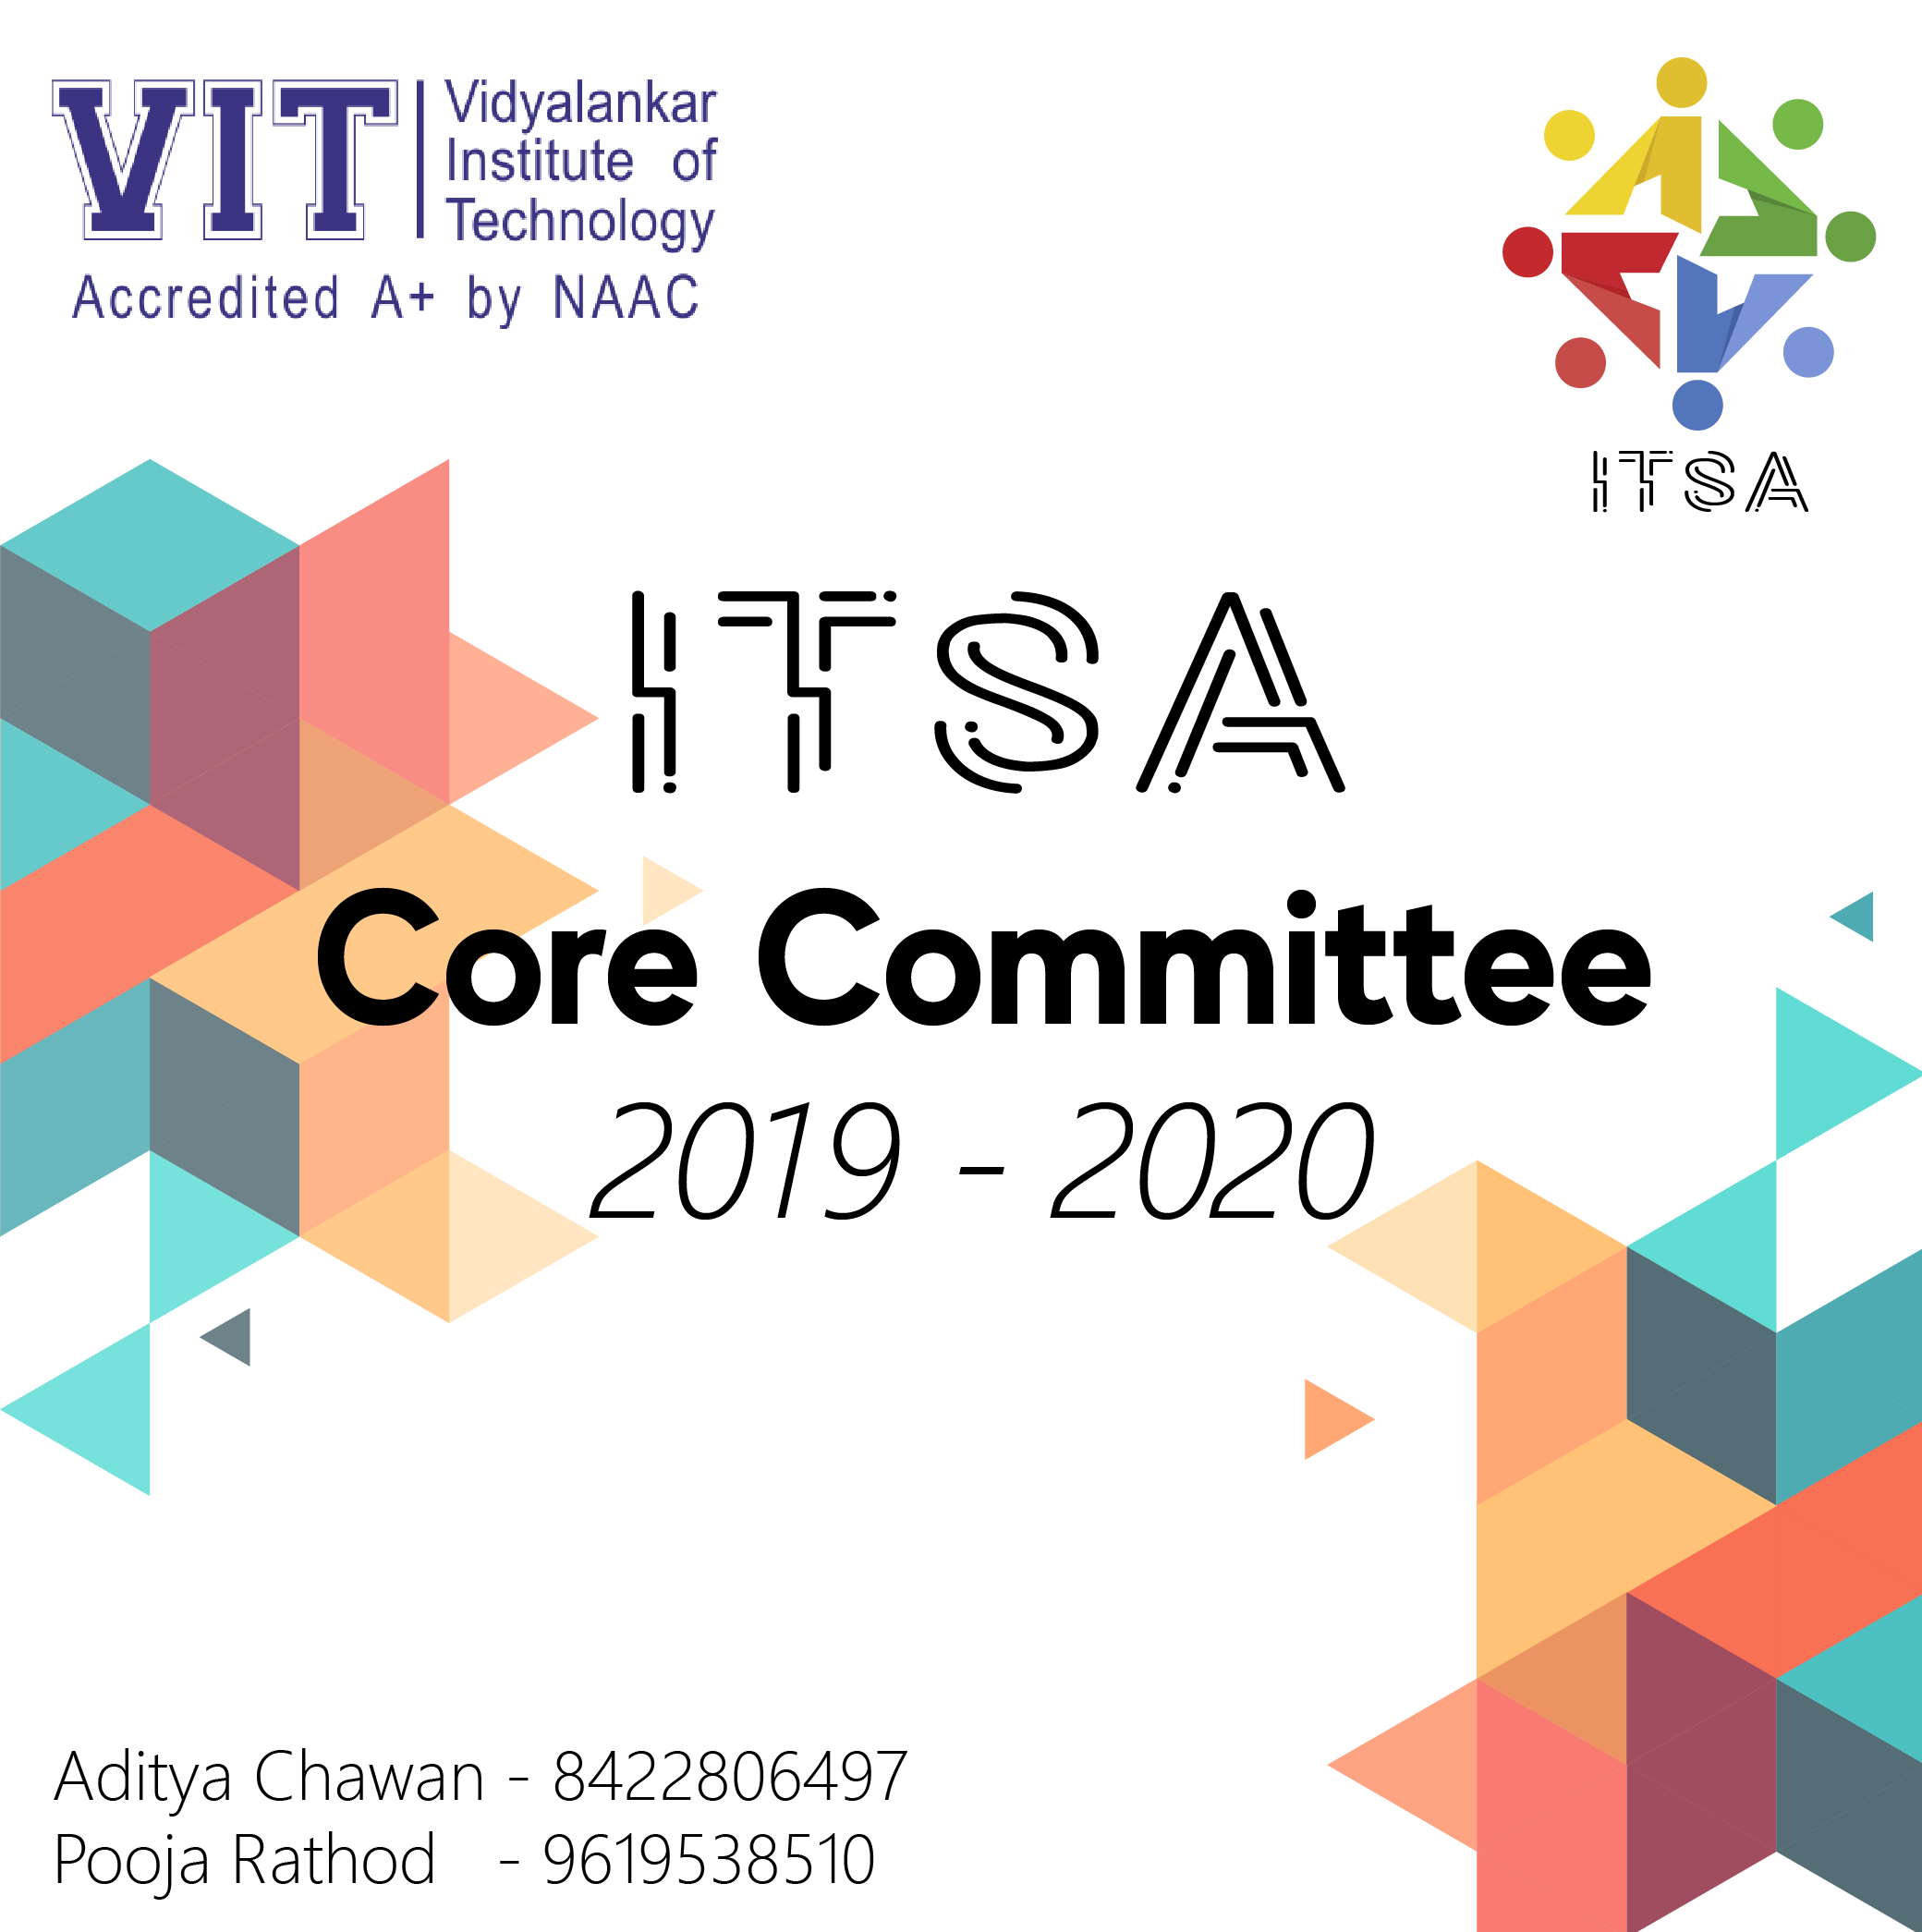 VIT
Vidyalankar
Institute of
Technology
Accredited A+ by NAAC
ITSA
ITSA
Core Committee
2019 - 2020
Aditya Chawan - 8422806497
Pooja Rathod - 9619538510